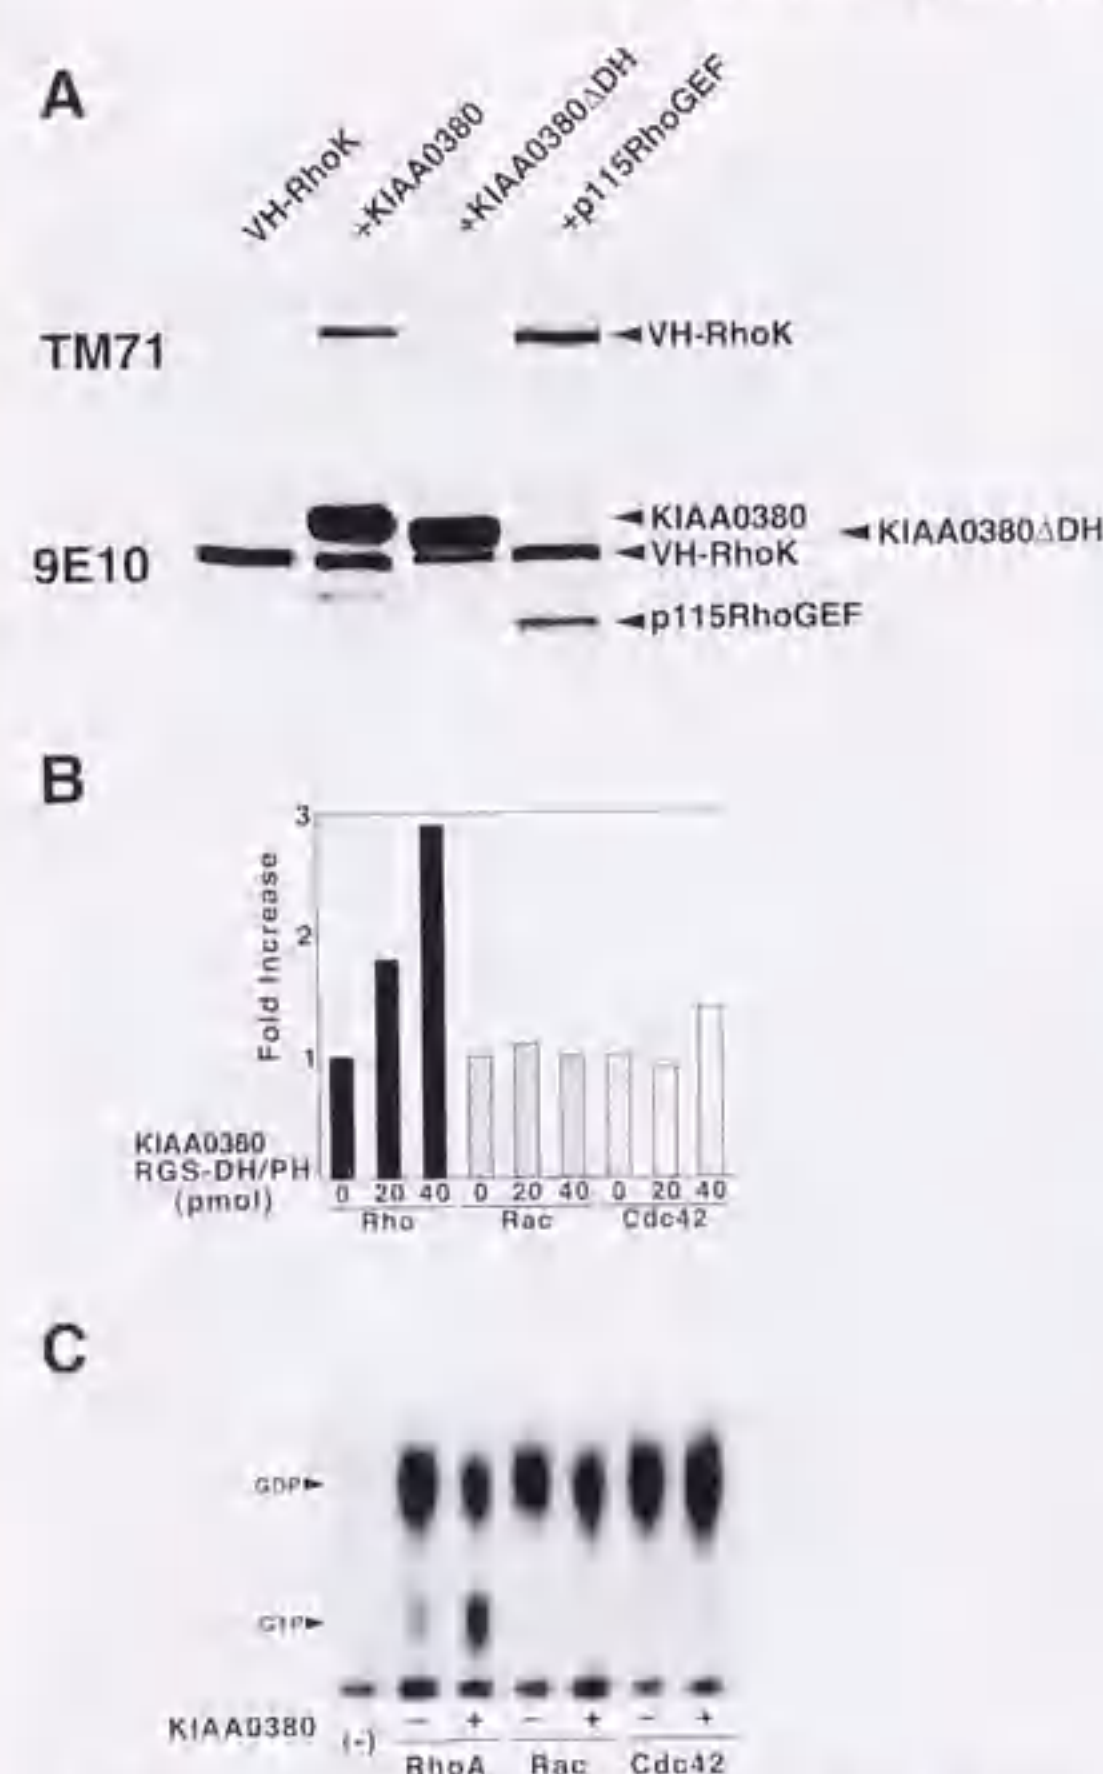 A
VH-RhoK
+KIAA0380
+KIAA0380ΔDH
+p115RhoGEF
TM71
VH-RhoK
9E10
KIAA0380
KIAA0380ΔDH
VH-RhoK
p115RhoGEF
B
Fold Increase
3
2
1
KIAA0380
RGS-DH/PH
(pmol)
0 20 40 0 20 40 0 20 40
Rho Rac Cdc42
C
GDP
GTP
KIAA0380 (-) - + - + - +
RhoA Rac Cdc42